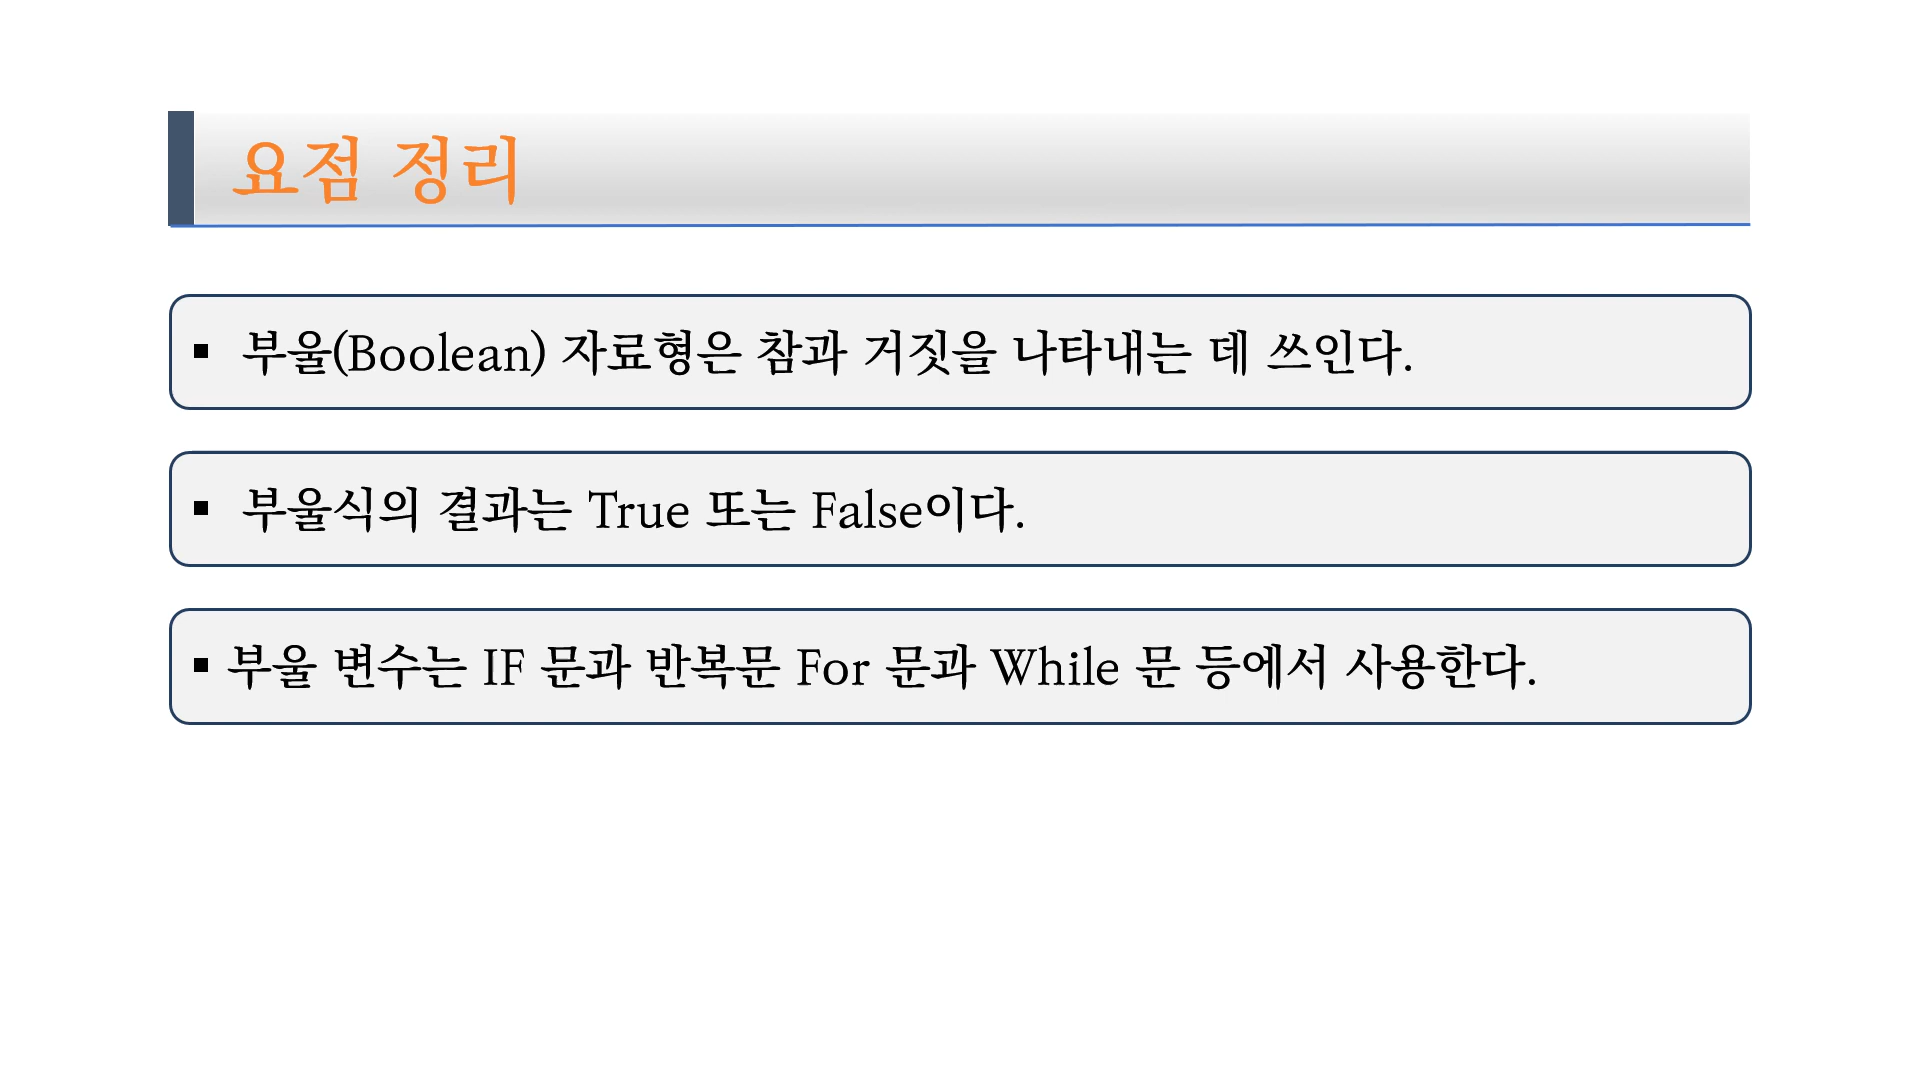 요점 정리
▪ 부울(Boolean) 자료형은 참과 거짓을 나타내는 데 쓰인다.
▪ 부울식의 결과는 True 또는 False이다.
▪ 부울 변수는 IF 문과 반복문 For 문과 While 문 등에서 사용한다.